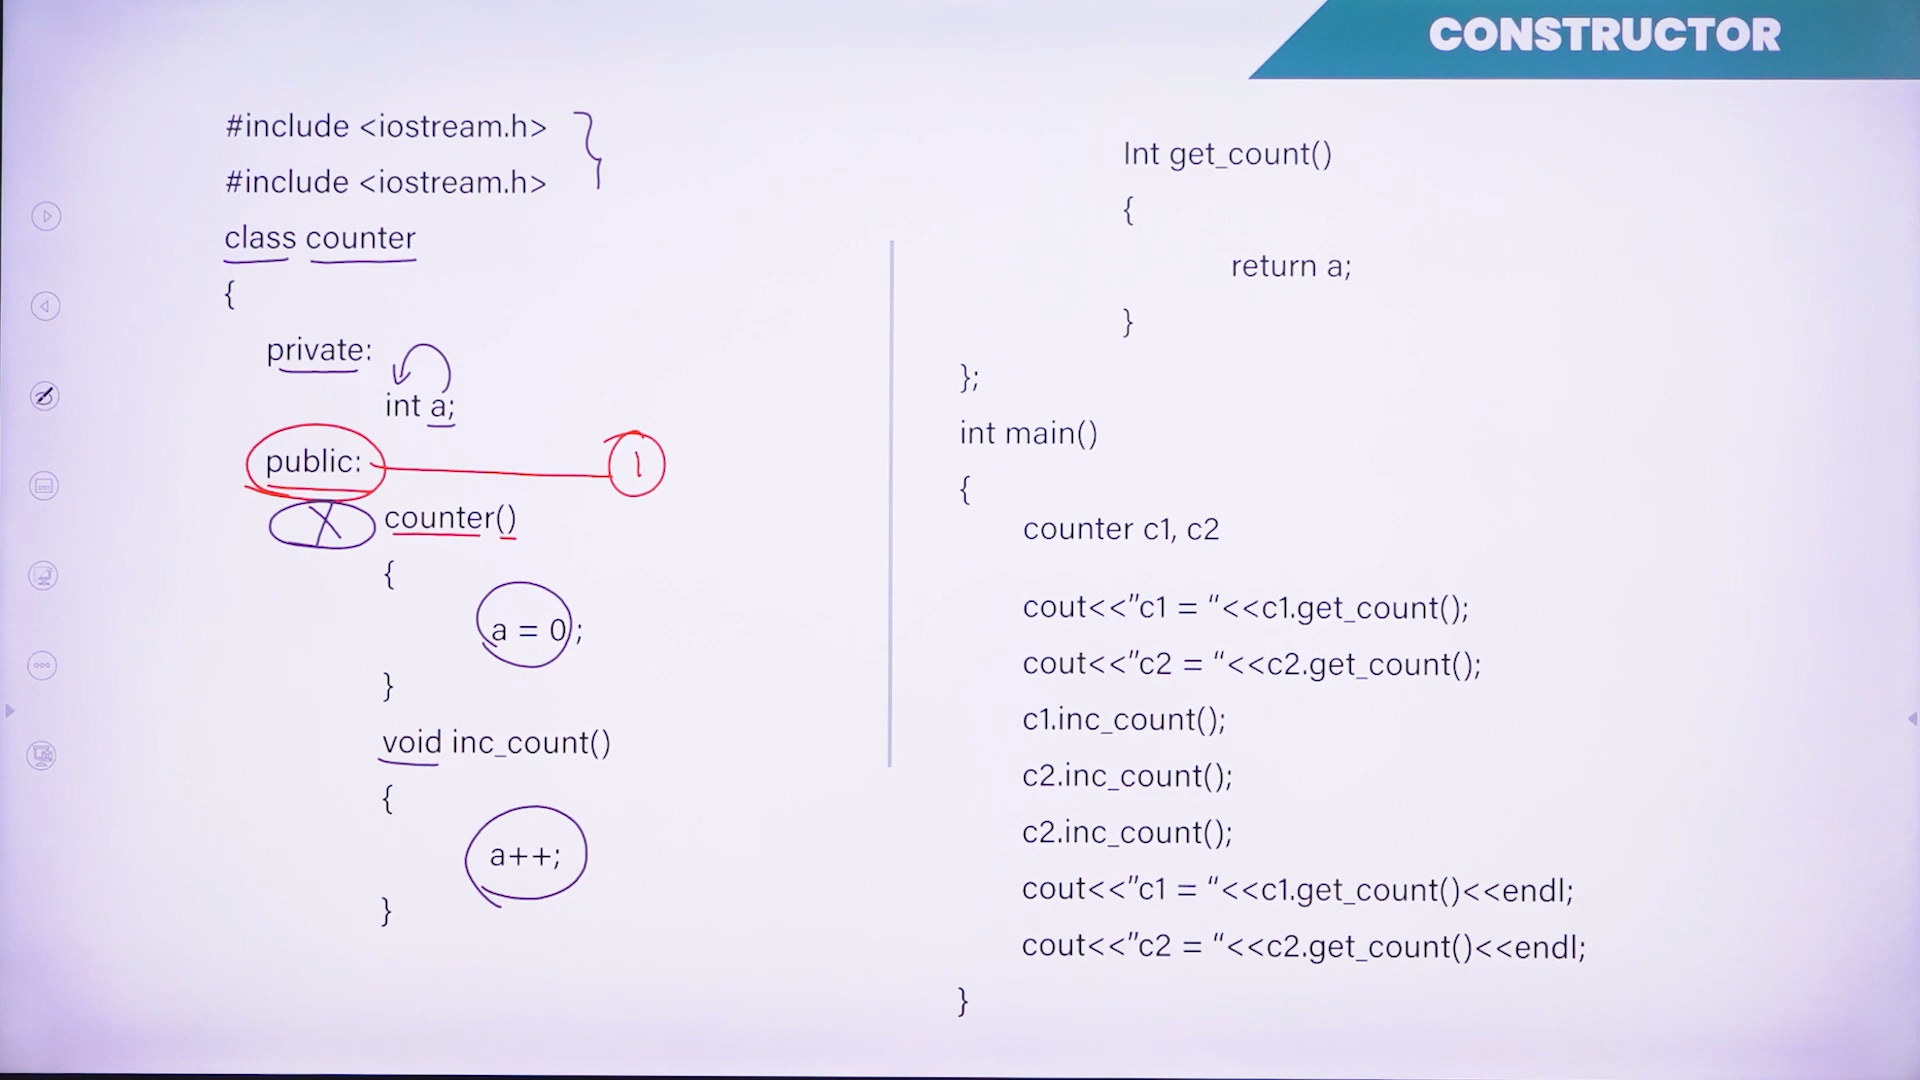 CONSTRUCTOR
#include <iostream.h>
#include <iostream.h>
class counter
{
private:
int a;
public:
1
X
counter()
{
a = 0;
}
void inc_count()
{
a++;
}
Int get_count()
{
return a;
}
};
int main()
{
counter c1, c2
cout<<”c1 = “<<c1.get_count();
cout<<”c2 = “<<c2.get_count();
c1.inc_count();
c2.inc_count();
c2.inc_count();
cout<<”c1 = “<<c1.get_count()<<endl;
cout<<”c2 = “<<c2.get_count()<<endl;
}